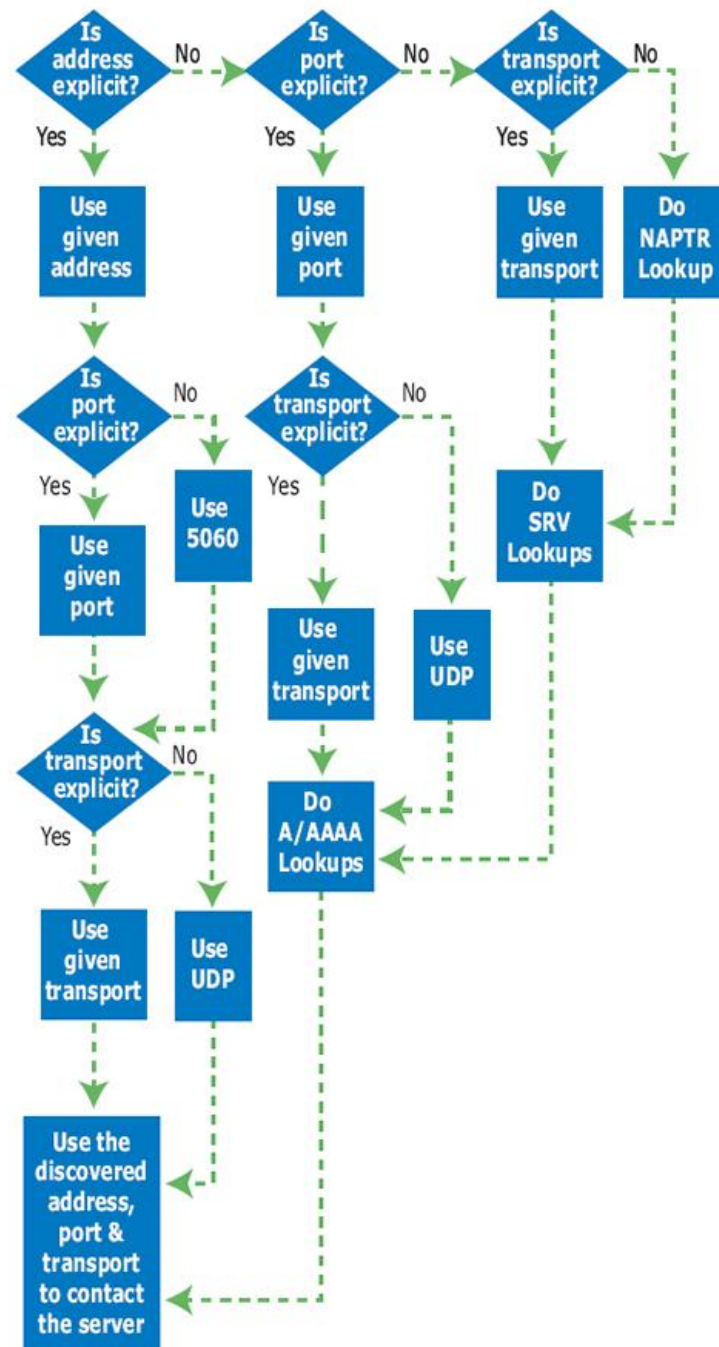 Is
address
explicit?
No
Is
port
explicit?
No
Is
transport
explicit?
No
Yes
Yes
Yes
Use
given
address
Use
given
port
Use
given
transport
Do
NAPTR
Lookup
Is
port
explicit?
No
Is
transport
explicit?
No
Yes
Use
5060
Yes
Do
SRV
Lookups
Use
given
port
Use
given
transport
Use
UDP
Is
transport
explicit?
No
Yes
Do
A/AAAA
Lookups
Use
given
transport
Use
UDP
Use the
discovered
address,
port &
transport
to contact
the server